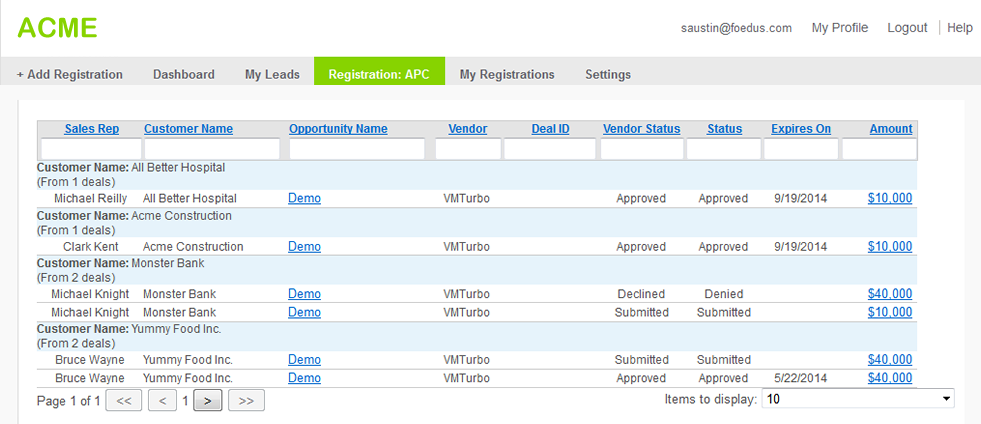 ACME
saustin@foedus.com My Profile Logout Help
+ Add Registration Dashboard My Leads Registration: APC My Registrations Settings
Sales Rep Customer Name Opportunity Name Vendor Deal ID Vendor Status Status Expires On Amount
Customer Name: All Better Hospital
(From 1 deals)
Michael Reilly All Better Hospital Demo VMTurbo Approved Approved 9/19/2014 $10,000
Customer Name: Acme Construction
(From 1 deals)
Clark Kent Acme Construction Demo VMTurbo Approved Approved 9/19/2014 $10,000
Customer Name: Monster Bank
(From 2 deals)
Michael Knight Monster Bank Demo VMTurbo Declined Denied $40,000
Michael Knight Monster Bank Demo VMTurbo Submitted Submitted $10,000
Customer Name: Yummy Food Inc.
(From 2 deals)
Bruce Wayne Yummy Food Inc. Demo VMTurbo Submitted Submitted $40,000
Bruce Wayne Yummy Food Inc. Demo VMTurbo Approved Approved 5/22/2014 $40,000
Page 1 of 1 << < 1 > >> Items to display: 10